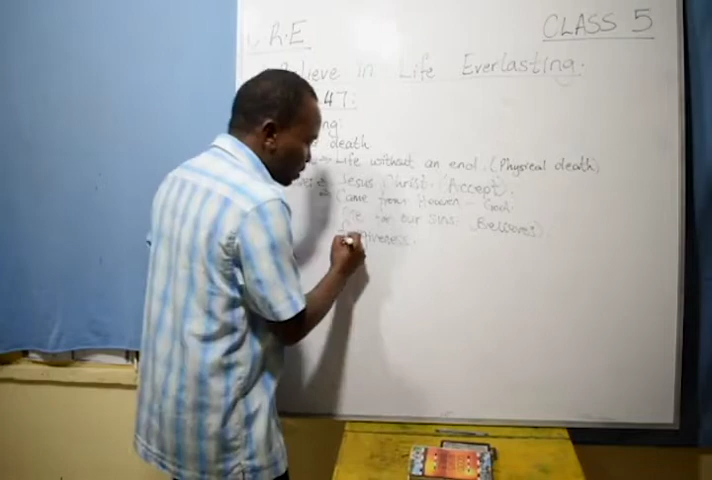 C.R.E CLASS 5
Believe in Life Everlasting.
47:
death
Life without an end. (Physical death)
Jesus Christ. (Accept).
Came from Heaven - God.
Die for our sins. (Believers).